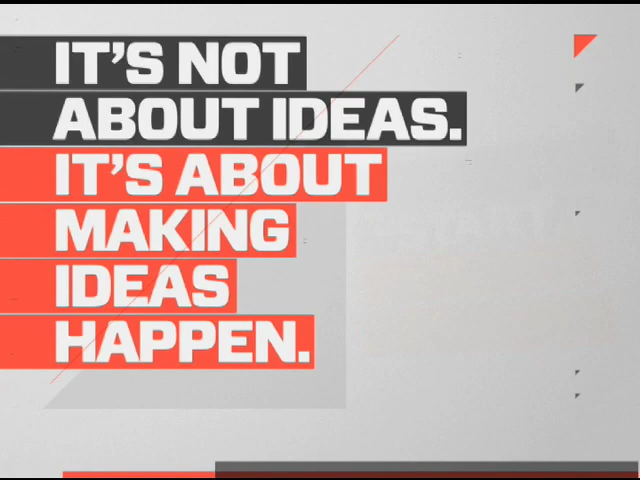 IT'S NOT
ABOUT IDEAS.
IT'S ABOUT
MAKING
IDEAS
HAPPEN.